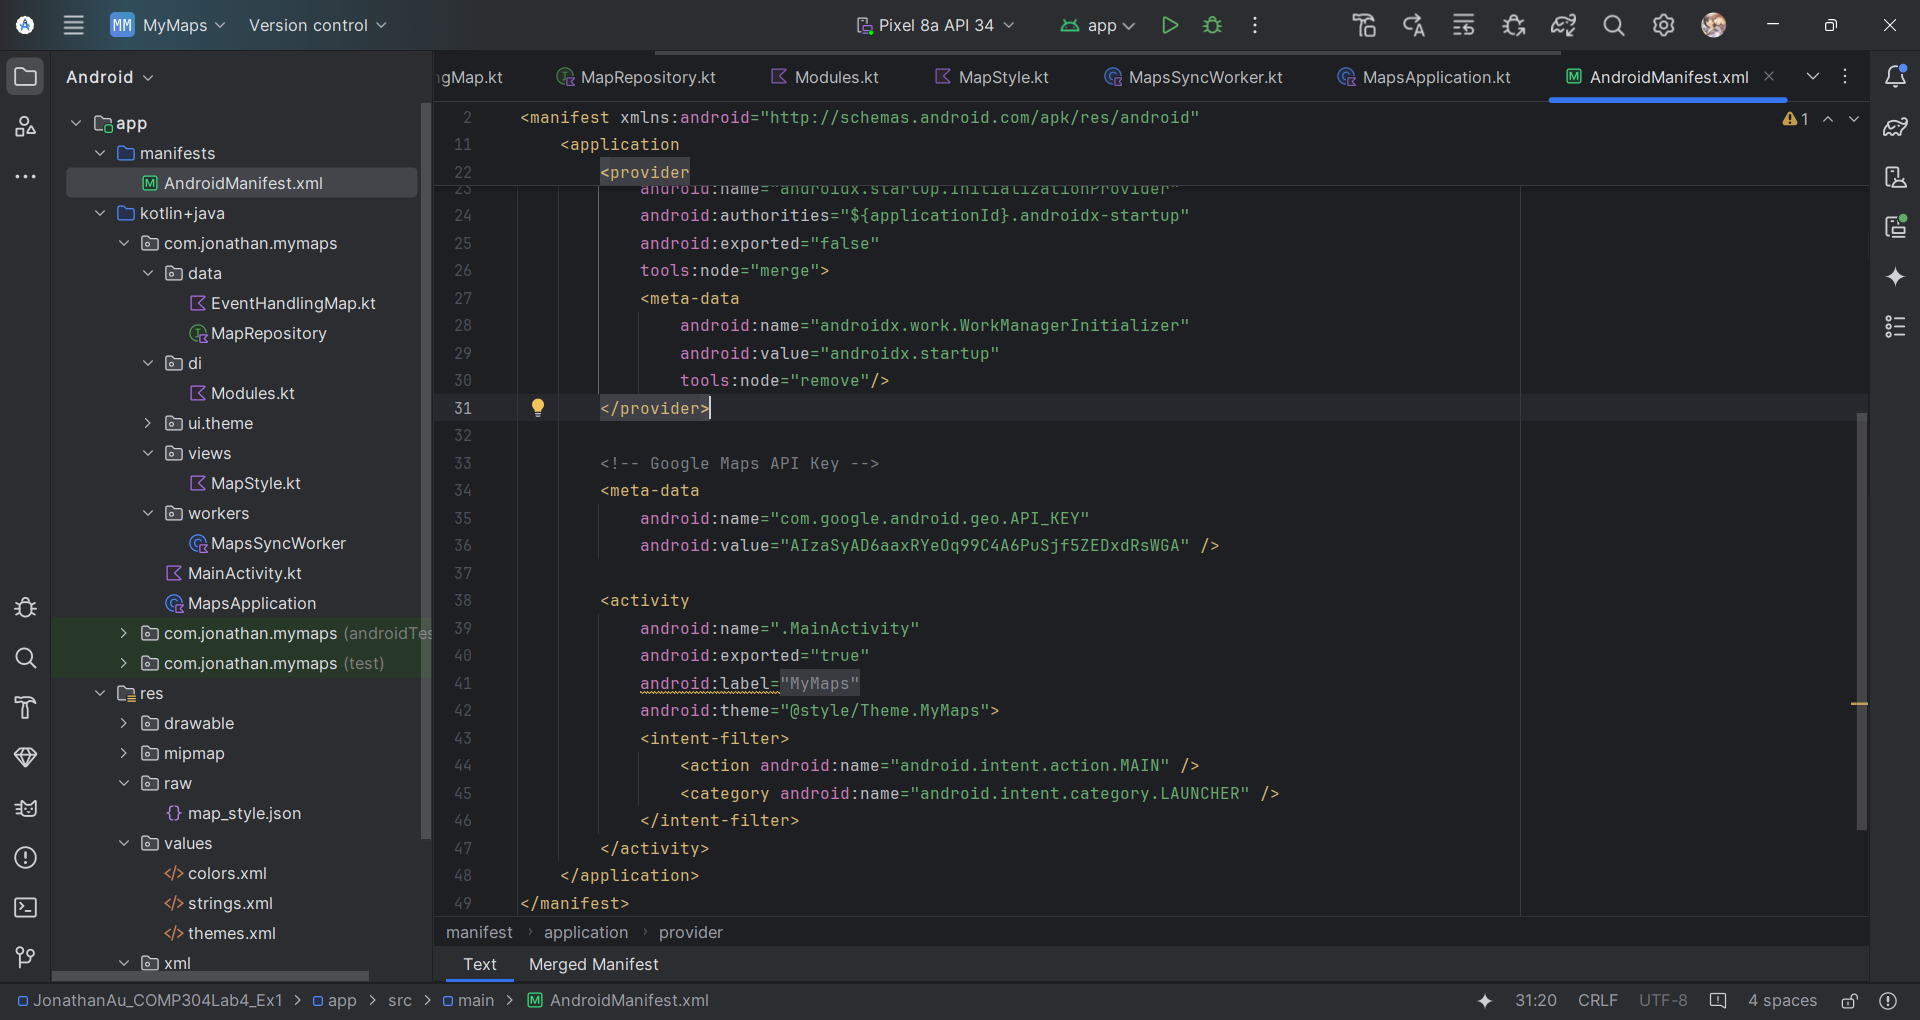 MM MyMaps Version control Pixel 8a API 34 app
Android
gMap.kt MapRepository.kt Modules.kt MapStyle.kt MapsSyncWorker.kt MapsApplication.kt AndroidManifest.xml
app
manifests
AndroidManifest.xml
kotlin+java
com.jonathan.mymaps
data
EventHandlingMap.kt
MapRepository
di
Modules.kt
ui.theme
views
MapStyle.kt
workers
MapsSyncWorker
MainActivity.kt
MapsApplication
com.jonathan.mymaps (androidTes
com.jonathan.mymaps (test)
res
drawable
mipmap
raw
map_style.json
values
colors.xml
strings.xml
themes.xml
xml
1
2 <manifest xmlns:android="http://schemas.android.com/apk/res/android"
11 <application
22 <provider
23 android:name="androidx.startup.InitializationProvider"
24 android:authorities="${applicationId}.androidx-startup"
25 android:exported="false"
26 tools:node="merge">
27 <meta-data
28 android:name="androidx.work.WorkManagerInitializer"
29 android:value="androidx.startup"
30 tools:node="remove"/>
31 </provider>
32
33 <!-- Google Maps API Key -->
34 <meta-data
35 android:name="com.google.android.geo.API_KEY"
36 android:value="AIzaSyAD6aaxRYeOq99C4A6PuSjf5ZEDxdRsWGA" />
37
38 <activity
39 android:name=".MainActivity"
40 android:exported="true"
41 android:label="MyMaps"
42 android:theme="@style/Theme.MyMaps">
43 <intent-filter>
44 <action android:name="android.intent.action.MAIN" />
45 <category android:name="android.intent.category.LAUNCHER" />
46 </intent-filter>
47 </activity>
48 </application>
49 </manifest>
manifest > application > provider
Text Merged Manifest
JonathanAu_COMP304Lab4_Ex1 > app > src > main > AndroidManifest.xml 31:20 CRLF UTF-8 4 spaces